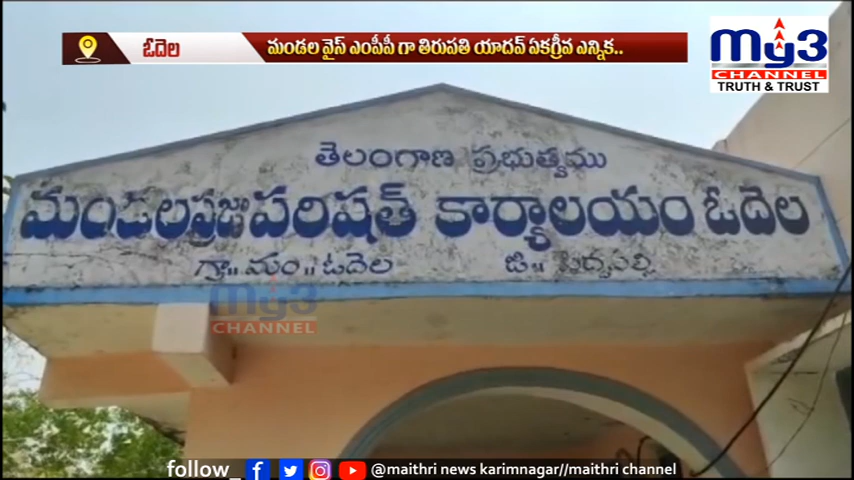 ఓదెల
మండల వైస్ ఎంపీపీ గా తిరుపతి యాదవ్ ఏకగ్రీవ ఎన్నిక..
my3
CHANNEL
TRUTH & TRUST
తెలంగాణ ప్రభుత్వము
మండలప్రజాపరిషత్ కార్యాలయం ఓదెల
గ్రా,, మం,, ఓదెల జి,, పెద్దపల్లి
my3
CHANNEL
follow_ @maithri news karimnagar//maithri channel